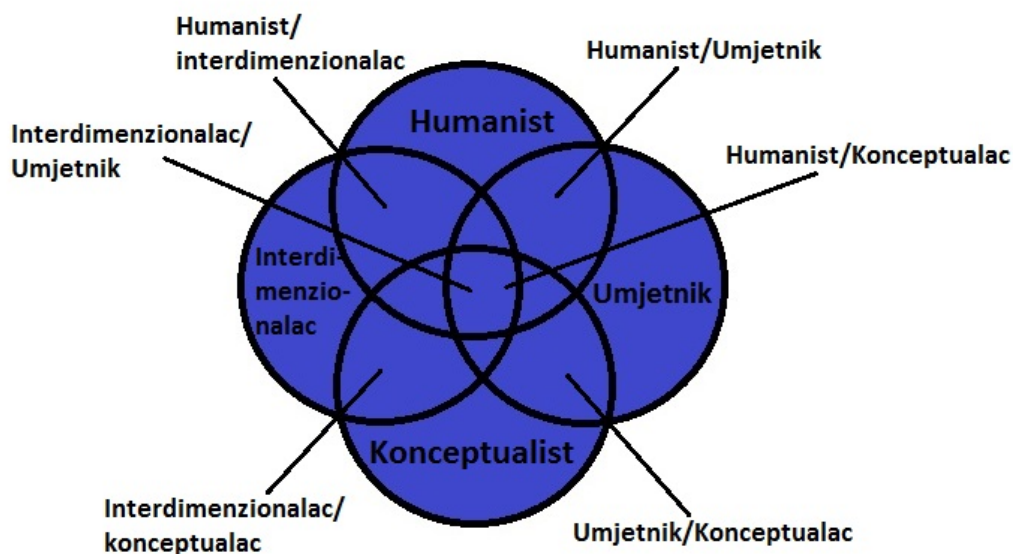 Humanist/
interdimenzionalac
Humanist/Umjetnik
Humanist
Interdimenzionalac/
Umjetnik
Humanist/Konceptualac
Interdi-
menzio-
nalac
Umjetnik
Konceptualist
Interdimenzionalac/
konceptualac
Umjetnik/Konceptualac